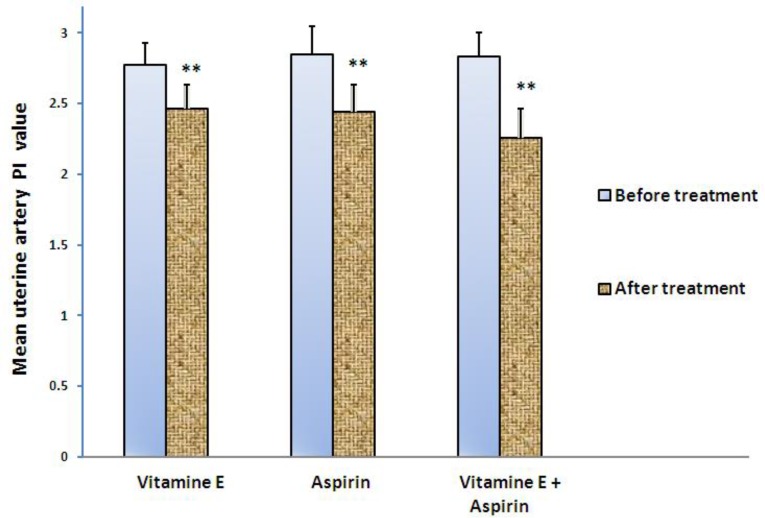 Mean uterine artery PI value
3
2.5
2
1.5
1
0.5
0
**
**
**
Vitamine E
Aspirin
Vitamine E +
Aspirin
Before treatment
After treatment